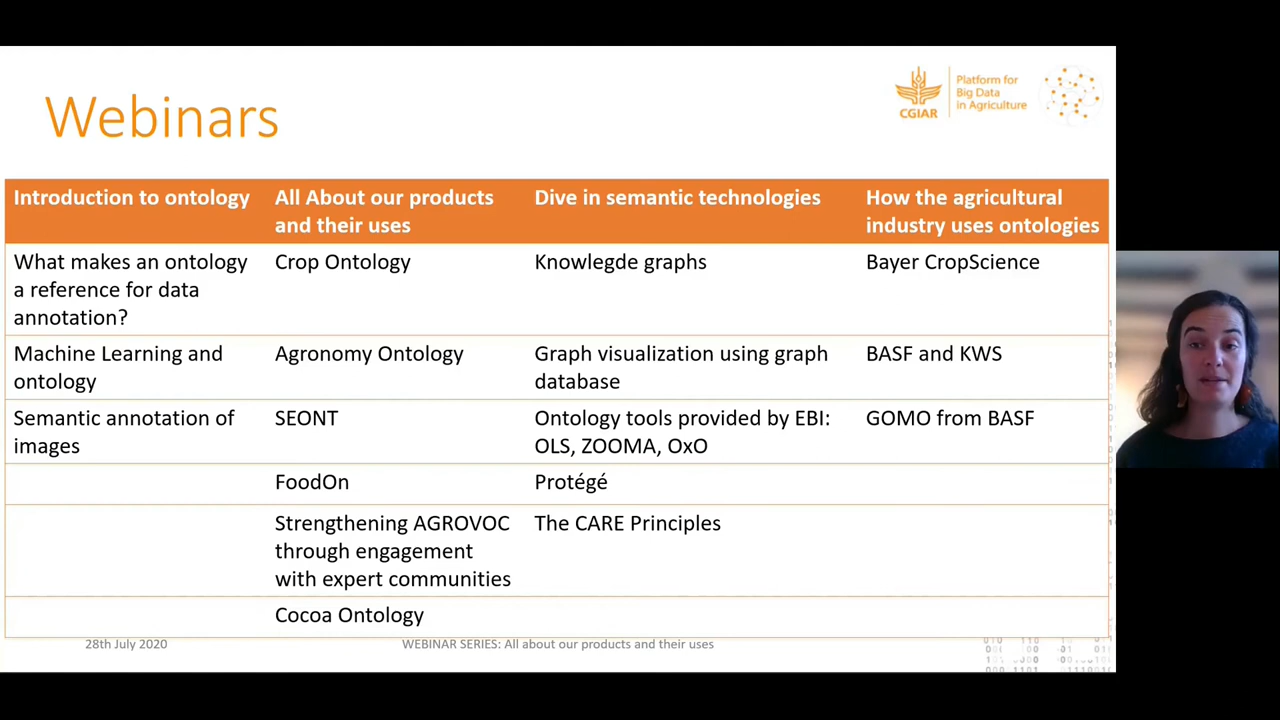 Webinars
CGIAR
Platform for
Big Data
in Agriculture
Introduction to ontology
All About our products
and their uses
Dive in semantic technologies
How the agricultural
industry uses ontologies
What makes an ontology
a reference for data
annotation?
Crop Ontology
Knowlegde graphs
Bayer CropScience
Machine Learning and
ontology
Agronomy Ontology
Graph visualization using graph
database
BASF and KWS
Semantic annotation of
images
SEONT
Ontology tools provided by EBI:
OLS, ZOOMA, OxO
GOMO from BASF
FoodOn
Protégé
Strengthening AGROVOC
through engagement
with expert communities
The CARE Principles
Cocoa Ontology
28th July 2020
WEBINAR SERIES: All about our products and their uses